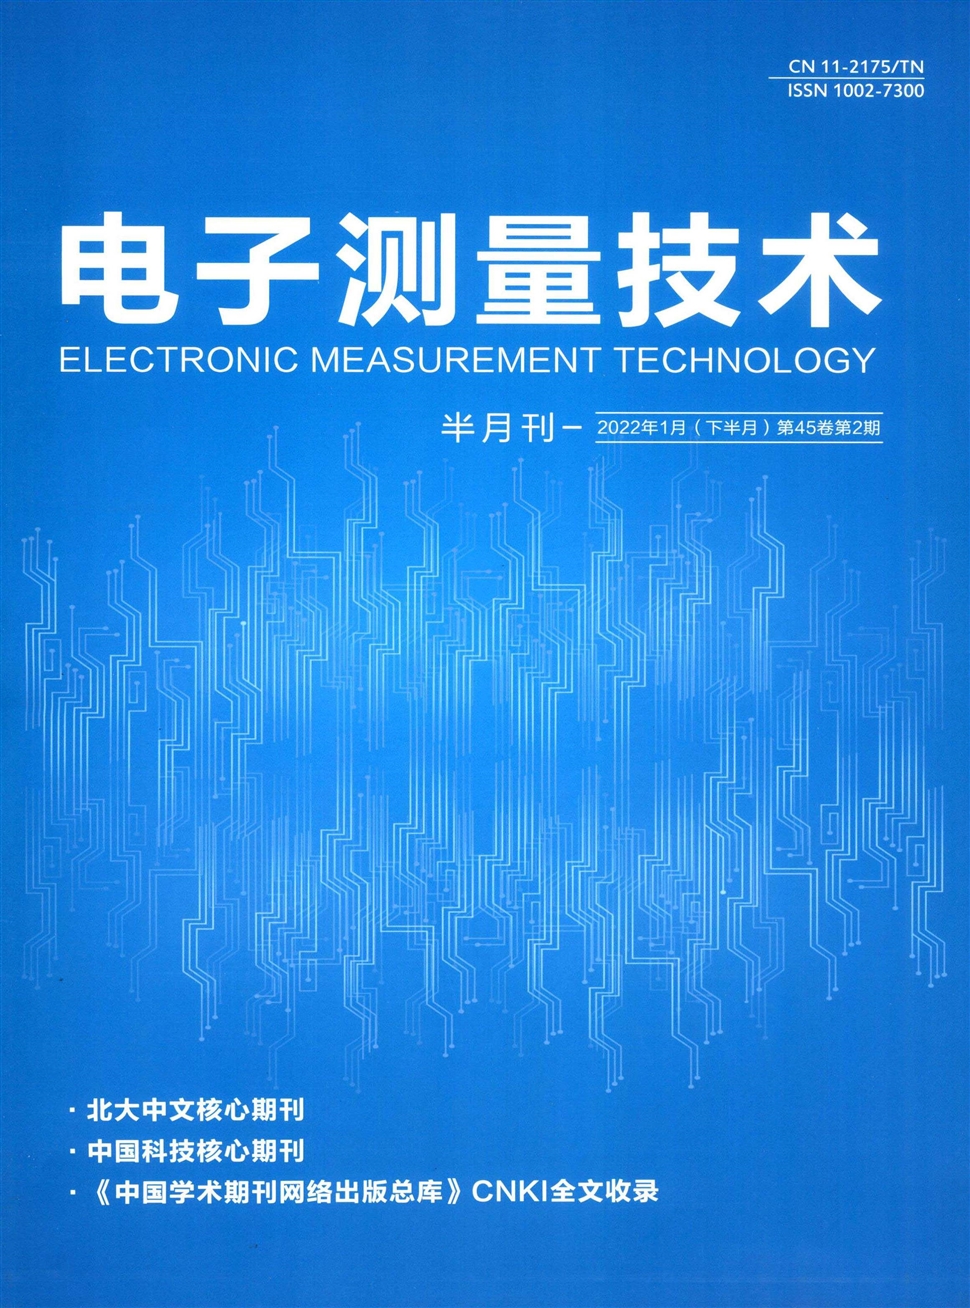 CN 11-2175/TN
ISSN 1002-7300
电子测量技术
ELECTRONIC MEASUREMENT TECHNOLOGY
半月刊 – 2022年1月（下半月）第45卷第2期
· 北大中文核心期刊
· 中国科技核心期刊
· 《中国学术期刊网络出版总库》CNKI全文收录